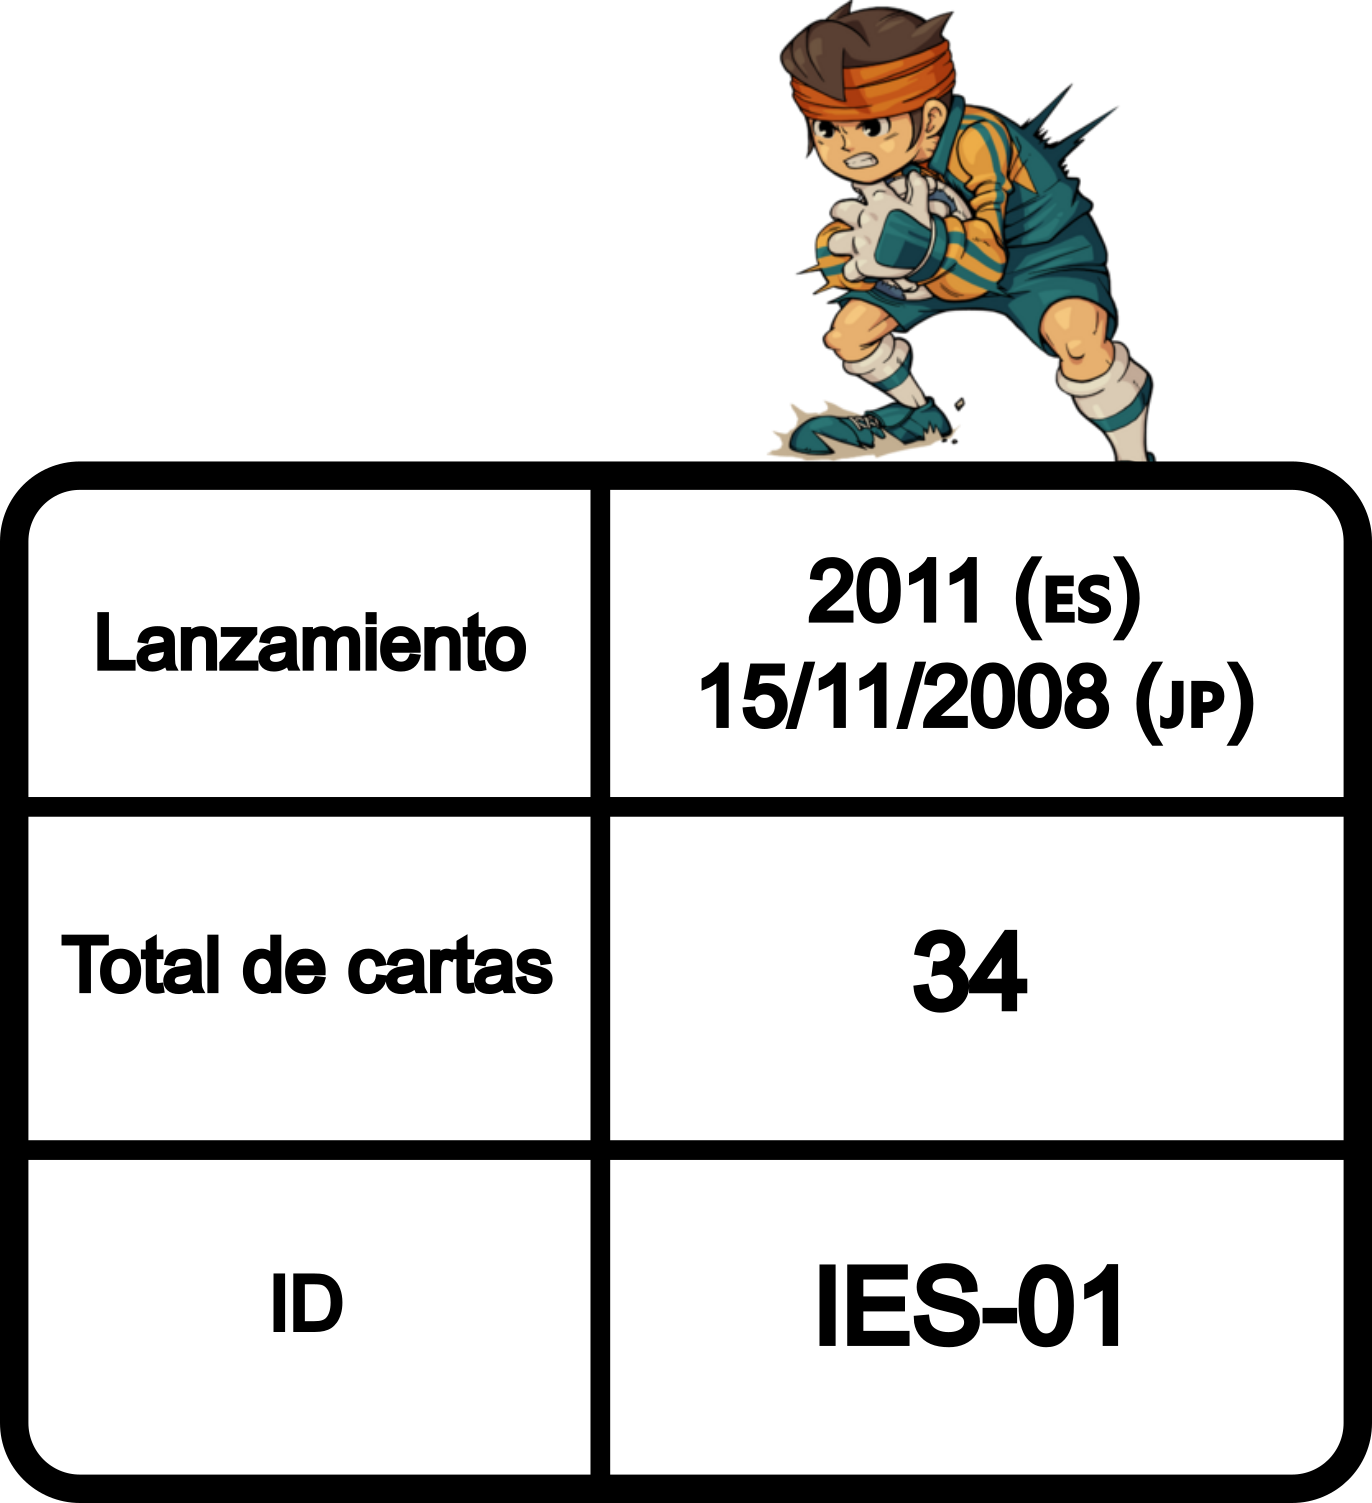 Lanzamiento
2011 (ES)
15/11/2008 (JP)
Total de cartas
34
ID
IES-01